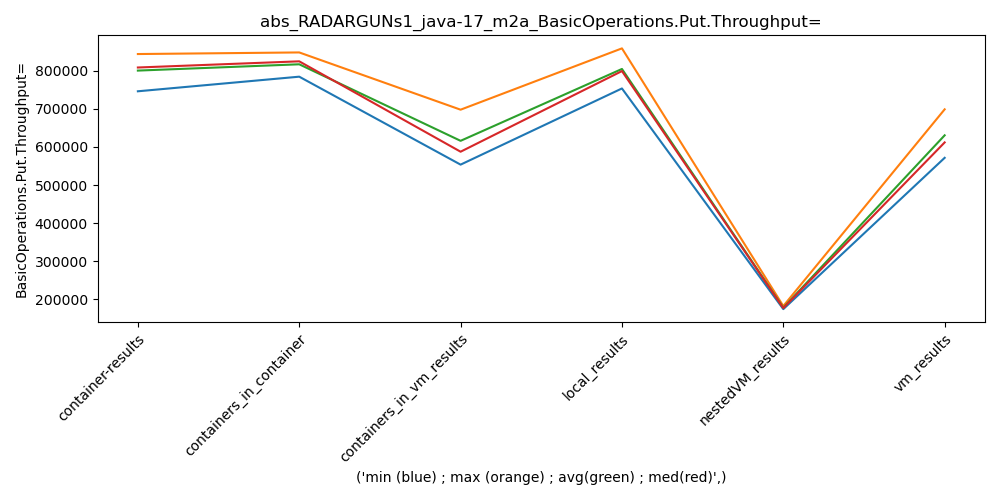 abs_RADARGUNs1_java-17_m2a_BasicOperations.Put.Throughput=
BasicOperations.Put.Throughput=
800000
700000
600000
500000
400000
300000
200000
container-results
containers_in_container
containers_in_vm_results
local_results
nestedVM_results
vm_results
('min (blue) ; max (orange) ; avg(green) ; med(red)',)